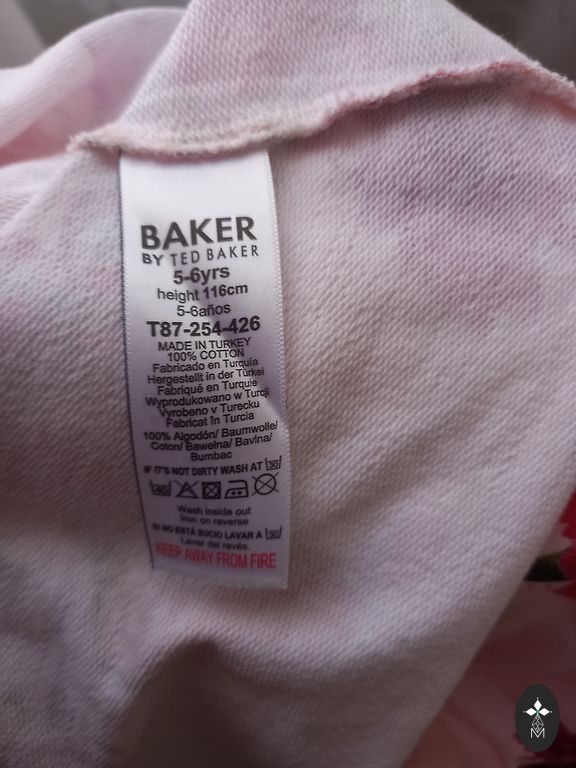 BAKER
BY TED BAKER
5-6yrs
height 116cm
5-6años
T87-254-426
MADE IN TURKEY
100% COTTON
Fabricado en Turquía
Hergestellt in der Türkei
Fabriqué en Turquie
Wyprodukowano w Turcji
Vyrobeno v Turecku
Fabricat în Turcia
100% Algodón/ Baumwolle/
Coton/ Bawełna/ Bavlna/
Bumbac
IF IT'S NOT DIRTY WASH AT 30
40
Wash inside out
Iron on reverse
SI NO ESTÁ SUCIO LAVAR A 30
Lavar del revés.
KEEP AWAY FROM FIRE
M